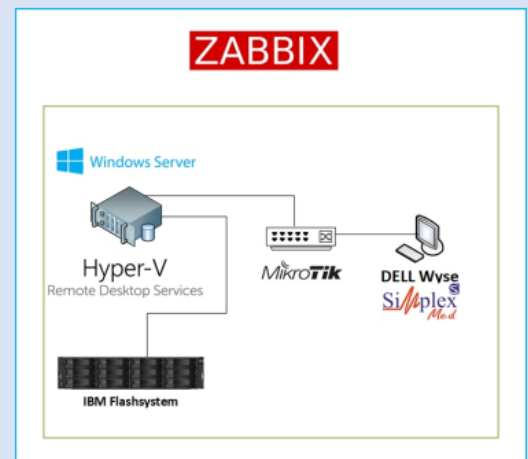 ZABBIX
Windows Server
Hyper-V
Remote Desktop Services
MikroTik
DELL Wyse
SiMplex
S
Med
IBM Flashsystem